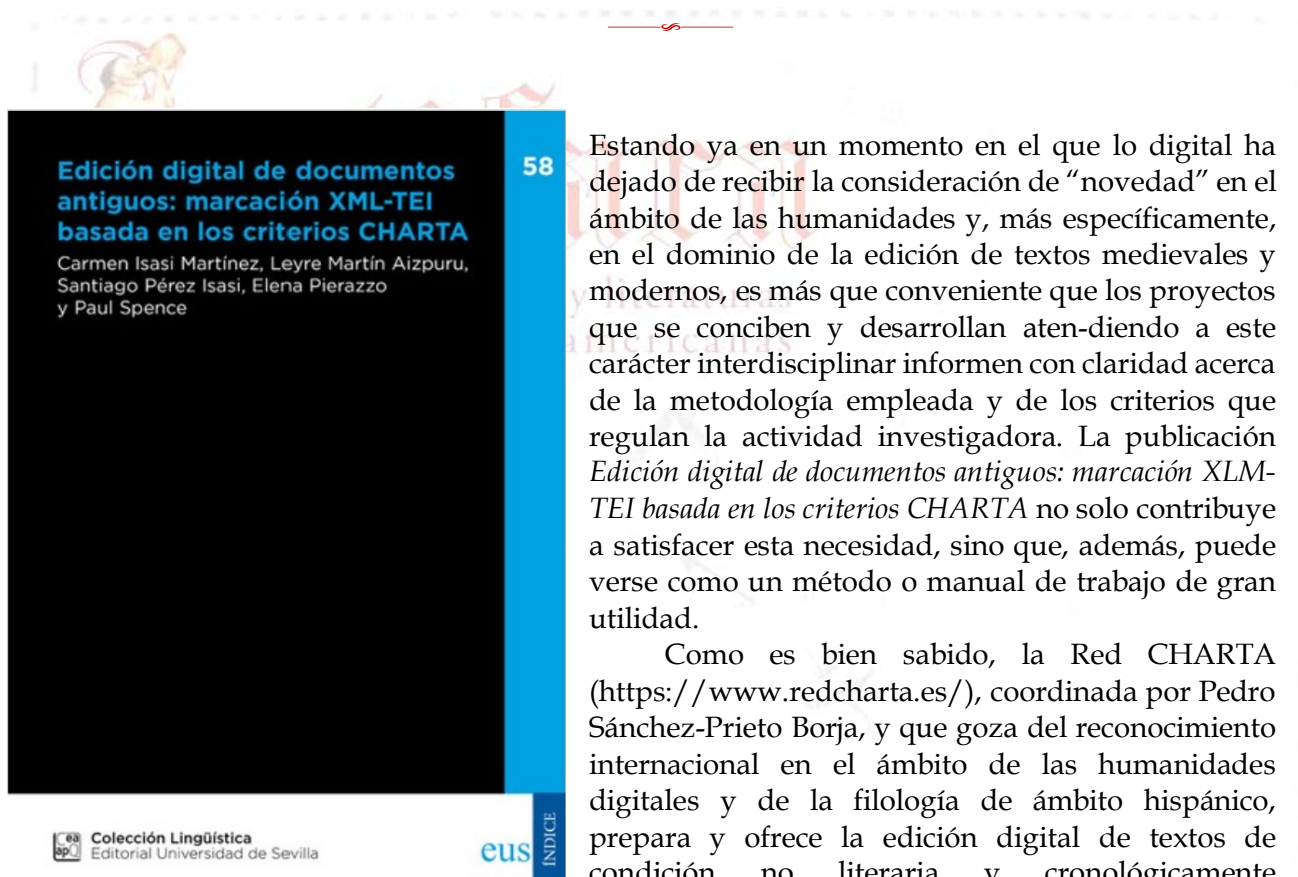 Edición digital de documentos
antiguos: marcación XML-TEI
basada en los criterios CHARTA
Carmen Isasi Martínez, Leyre Martín Aizpuru,
Santiago Pérez Isasi, Elena Pierazzo
y Paul Spence
58
Colección Lingüística
Editorial Universidad de Sevilla
eus
ÍNDICE
Estando ya en un momento en el que lo digital ha
dejado de recibir la consideración de “novedad” en el
ámbito de las humanidades y, más específicamente,
en el dominio de la edición de textos medievales y
modernos, es más que conveniente que los proyectos
que se conciben y desarrollan aten-diendo a este
carácter interdisciplinar informen con claridad acerca
de la metodología empleada y de los criterios que
regulan la actividad investigadora. La publicación
Edición digital de documentos antiguos: marcación XLM-
TEI basada en los criterios CHARTA no solo contribuye
a satisfacer esta necesidad, sino que, además, puede
verse como un método o manual de trabajo de gran
utilidad.
Como es bien sabido, la Red CHARTA
(https://www.redcharta.es/), coordinada por Pedro
Sánchez-Prieto Borja, y que goza del reconocimiento
internacional en el ámbito de las humanidades
digitales y de la filología de ámbito hispánico,
prepara y ofrece la edición digital de textos de
condición no literaria y cronológicamente